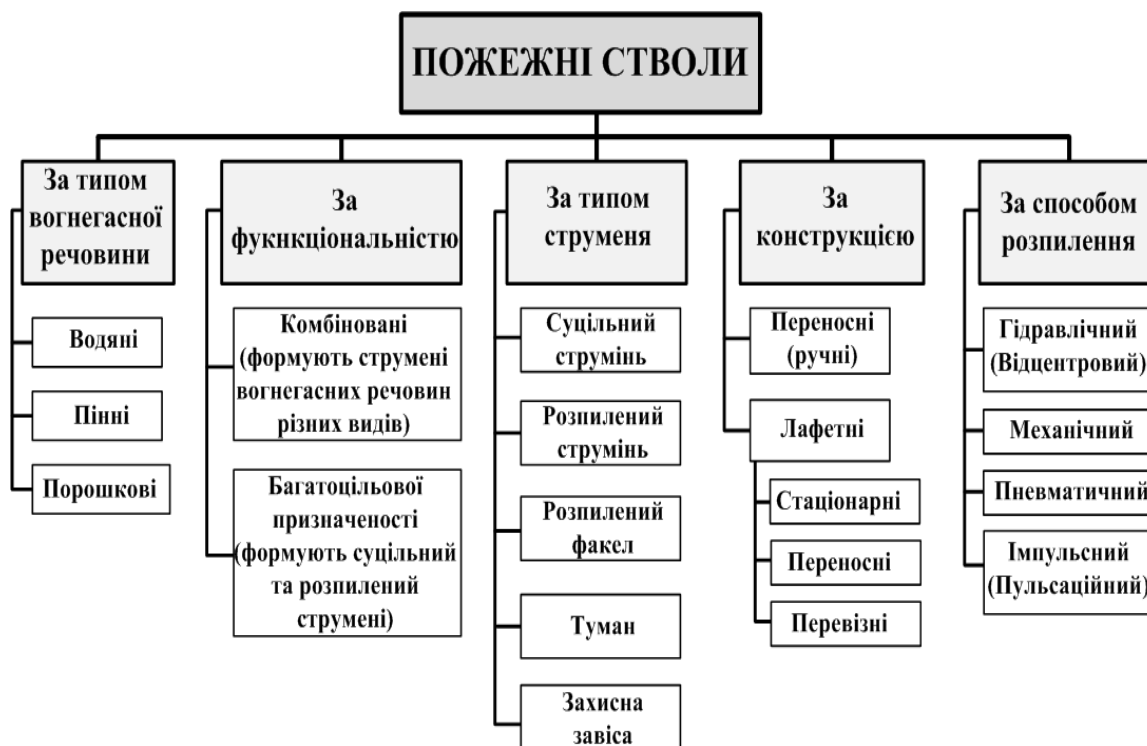 ПОЖЕЖНІ СТВОЛИ
За типом
вогнегасної
речовини
Водяні
Пінні
Порошкові
За
фукнкціональністю
Комбіновані
(формують струмені
вогнегасних речовин
різних видів)
Багатоцільової
призначеності
(формують суцільний
та розпилений
струмені)
За типом
струменя
Суцільний
струмінь
Розпилений
струмінь
Розпилений
факел
Туман
Захисна
завіса
За
конструкцією
Переносні
(ручні)
Лафетні
Стаціонарні
Переносні
Перевізні
За способом
розпилення
Гідравлічний
(Відцентровий)
Механічний
Пневматичний
Імпульсний
(Пульсаційний)